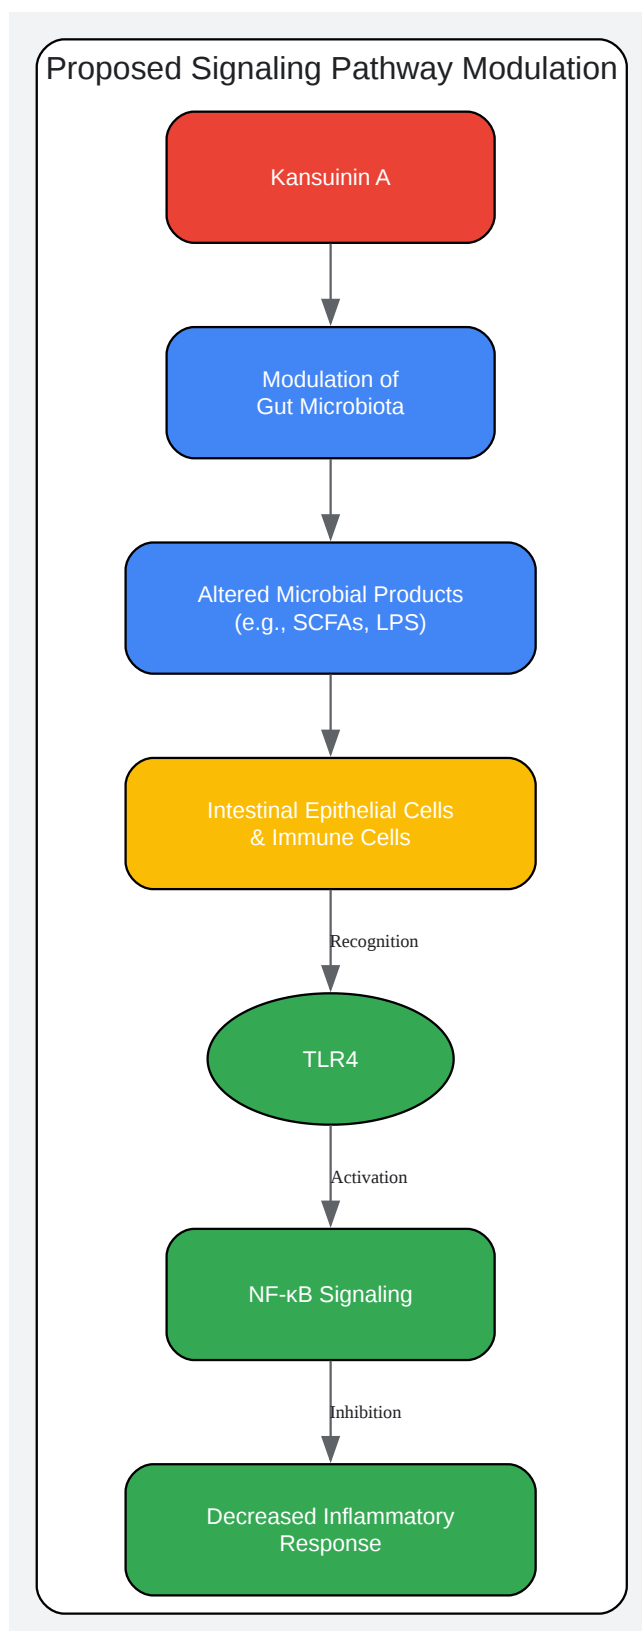 Proposed Signaling Pathway Modulation
Kansuinin A
Modulation of
Gut Microbiota
Altered Microbial Products
(e.g., SCFAs, LPS)
Intestinal Epithelial Cells
& Immune Cells
Recognition
TLR4
Activation
NF-κB Signaling
Inhibition
Decreased Inflammatory
Response